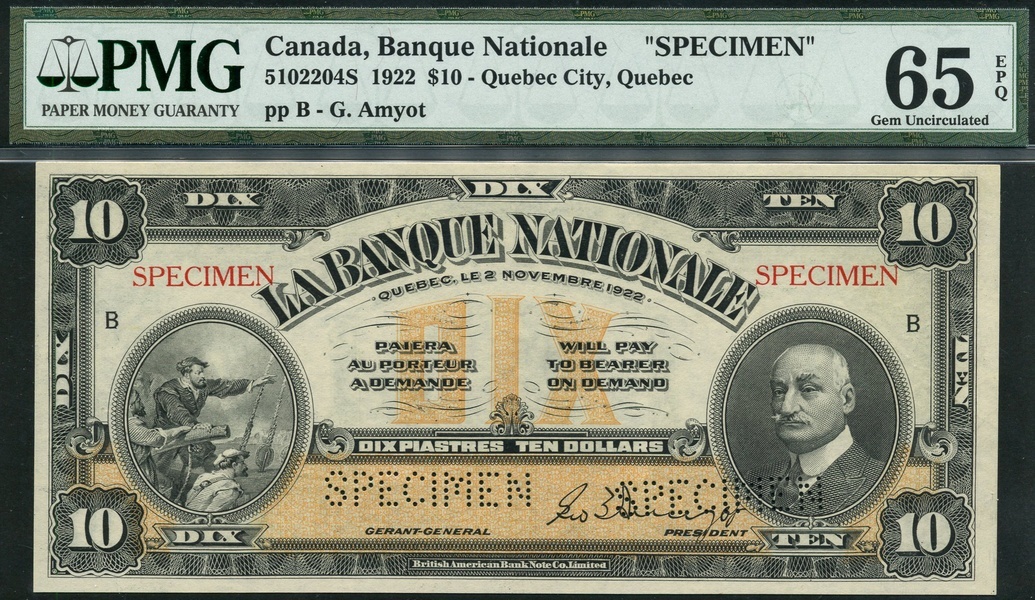 PMG
PAPER MONEY GUARANTY
Canada, Banque Nationale "SPECIMEN"
5102204S 1922 $10 - Quebec City, Quebec
pp B - G. Amyot
65
EPQ
Gem Uncirculated
DIX DIX TEN
10 10
LA BANQUE NATIONALE
SPECIMEN SPECIMEN
QUEBEC, LE 2 NOVEMBRE 1922.
B B
DIX
DIX TEN
PAIERA WILL PAY
AU PORTEUR TO BEARER
A DEMANDE ON DEMAND
DIX PIASTRES TEN DOLLARS
SPECIMEN SPECIMEN
GERANT-GENERAL PRESIDENT
10 10
DIX TEN
British American Bank Note Co. Limited